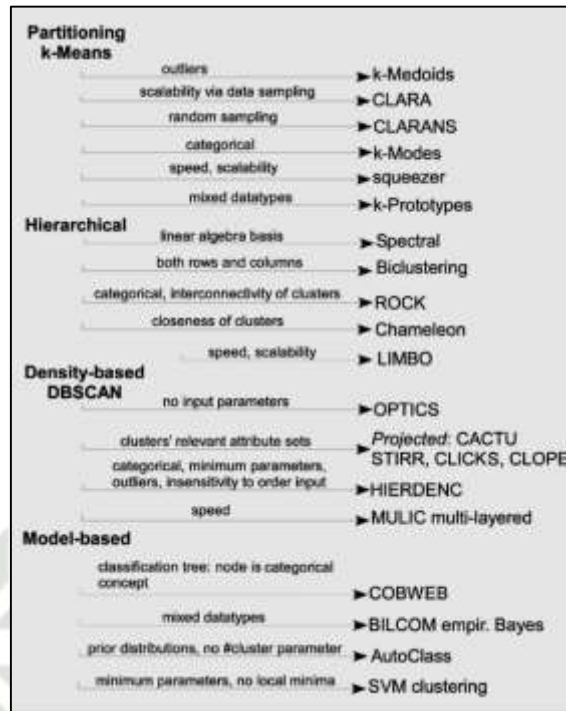 Partitioning
k-Means
outliers k-Medoids
scalability via data sampling CLARA
random sampling CLARANS
categorical k-Modes
speed, scalability squeezer
mixed datatypes k-Prototypes
Hierarchical
linear algebra basis Spectral
both rows and columns Biclustering
categorical, interconnectivity of clusters ROCK
closeness of clusters Chameleon
speed, scalability LIMBO
Density-based
DBSCAN
no input parameters OPTICS
clusters' relevant attribute sets Projected: CACTU
STIRR, CLICKS, CLOPE
categorical, minimum parameters,
outliers, insensitivity to order input HIERDENC
speed MULIC multi-layered
Model-based
classification tree: node is categorical
concept COBWEB
mixed datatypes BILCOM empir. Bayes
prior distributions, no #cluster parameter AutoClass
minimum parameters, no local minima SVM clustering